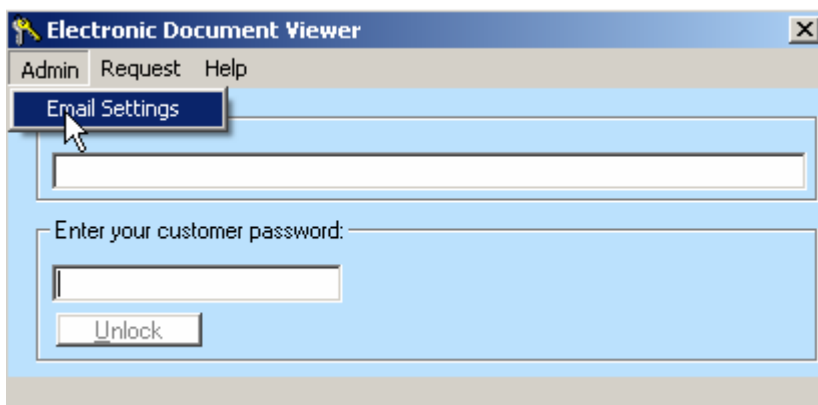 Electronic Document Viewer
Admin Request Help
Email Settings
Enter your customer password:
Unlock